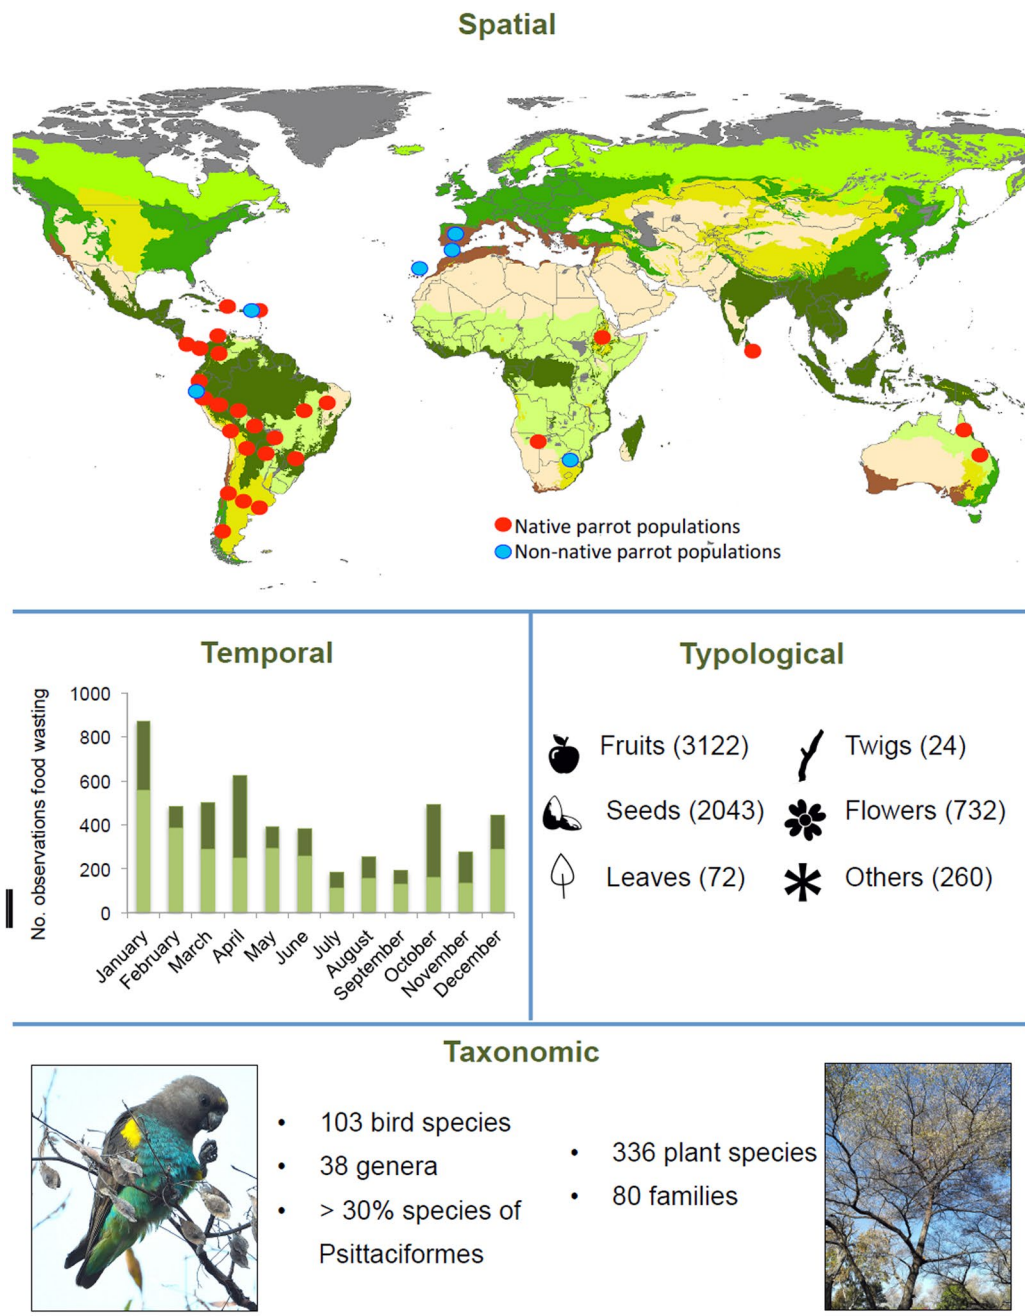 Spatial
Native parrot populations
Non-native parrot populations
Temporal
Typological
No. observations food wasting
1000
800
600
400
200
0
January
February
March
April
May
June
July
August
September
October
November
December
Fruits (3122)
Twigs (24)
Seeds (2043)
Flowers (732)
Leaves (72)
Others (260)
Taxonomic
• 103 bird species
• 38 genera
• > 30% species of
Psittaciformes
• 336 plant species
• 80 families